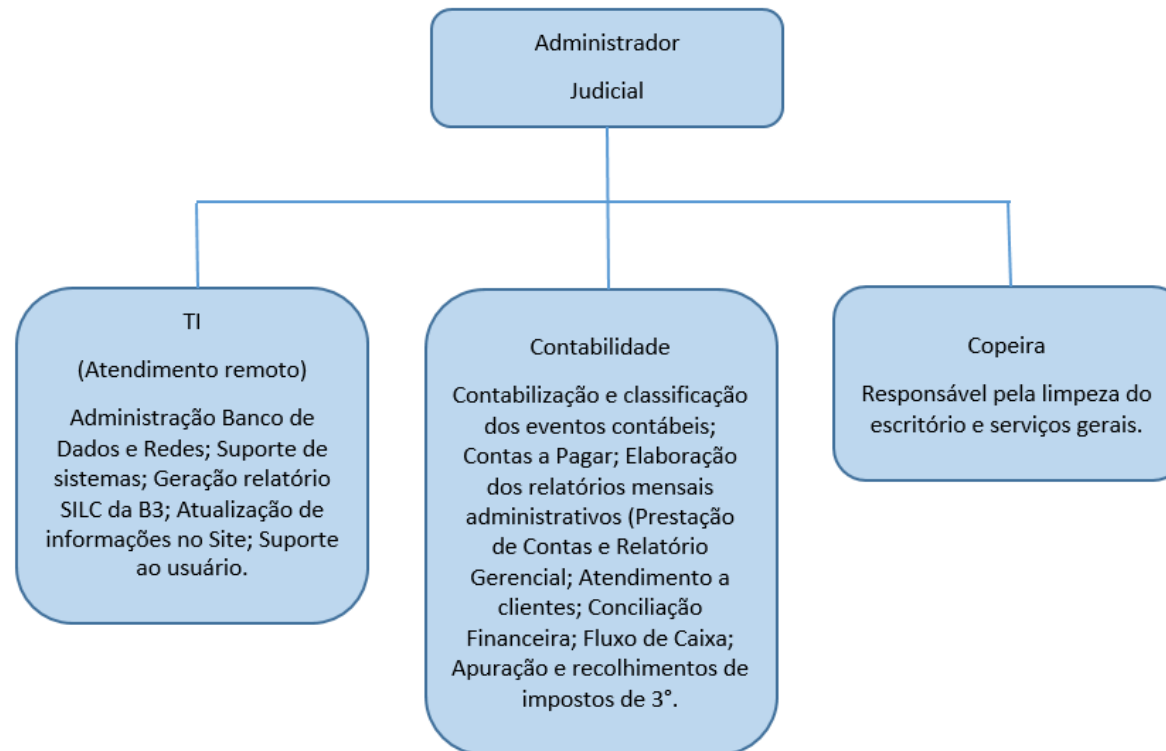 Administrador
Judicial
TI
(Atendimento remoto)
Administração Banco de
Dados e Redes; Suporte de
sistemas; Geração relatório
SILC da B3; Atualização de
informações no Site; Suporte
ao usuário.
Contabilidade
Contabilização e classificação
dos eventos contábeis;
Contas a Pagar; Elaboração
dos relatórios mensais
administrativos (Prestação
de Contas e Relatório
Gerencial; Atendimento a
clientes; Conciliação
Financeira; Fluxo de Caixa;
Apuração e recolhimentos de
impostos de 3°.
Copeira
Responsável pela limpeza do
escritório e serviços gerais.